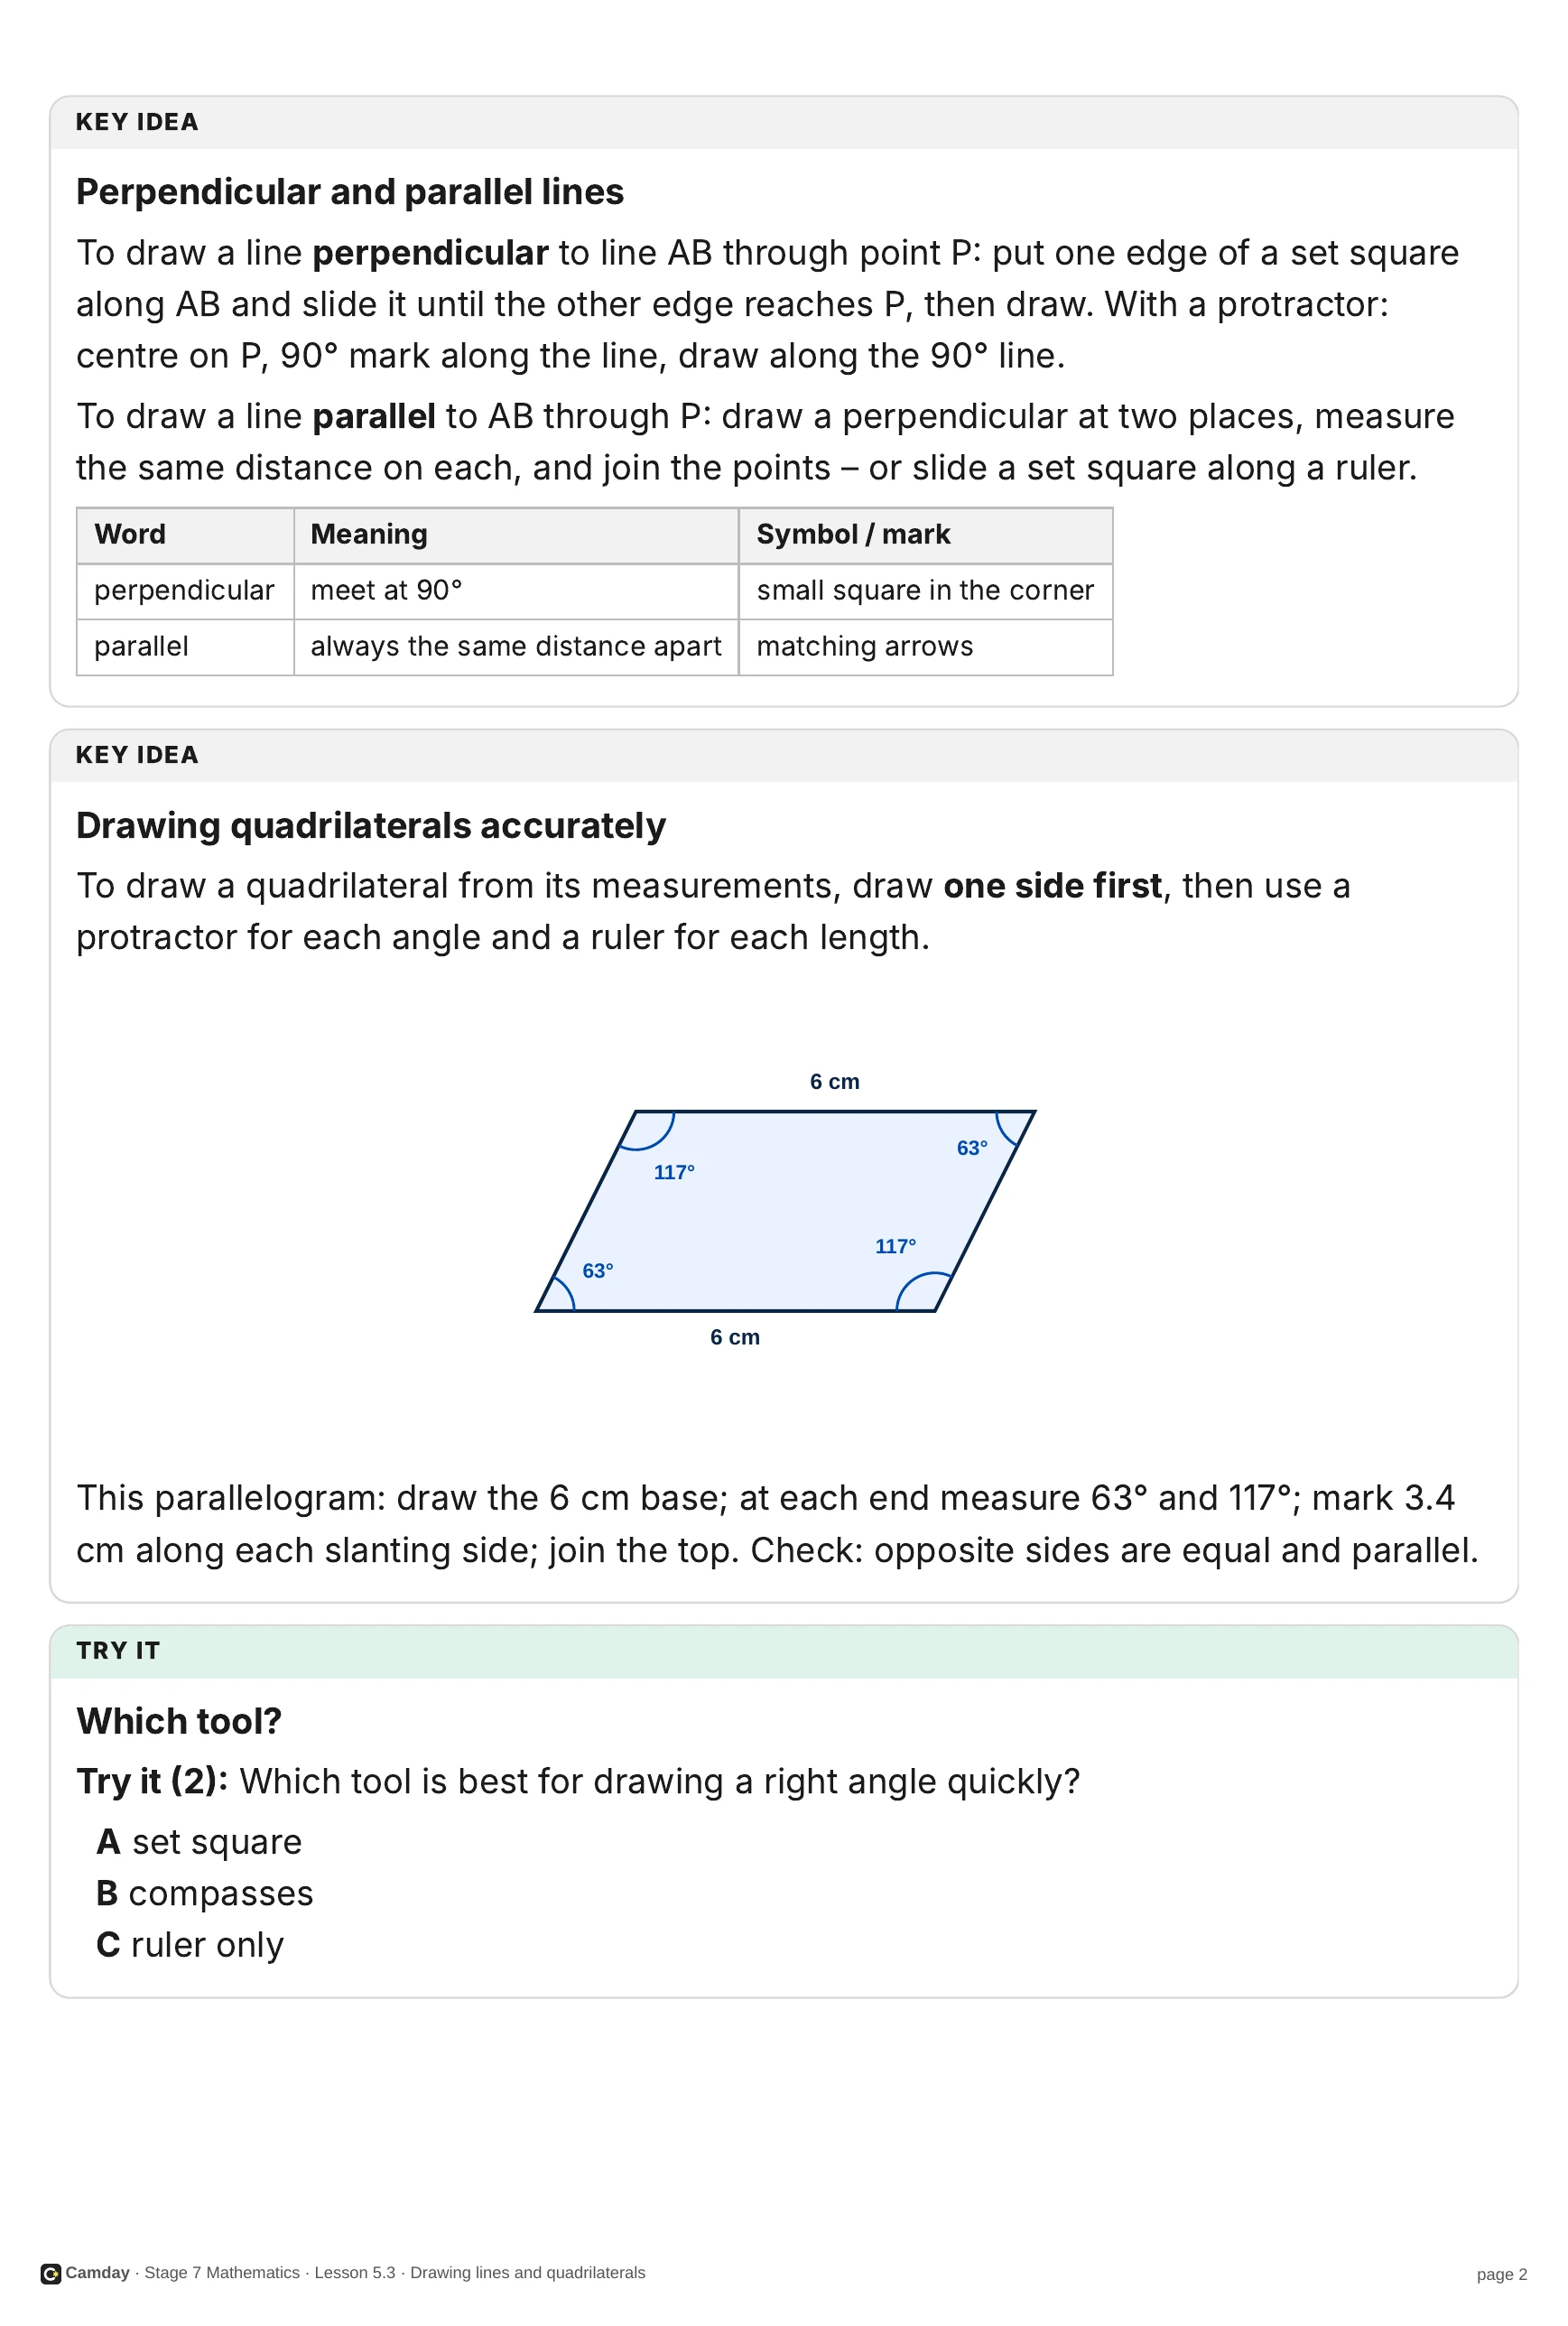 KEY IDEA
Perpendicular and parallel lines
To draw a line perpendicular to line AB through point P: put one edge of a set square
along AB and slide it until the other edge reaches P, then draw. With a protractor:
centre on P, 90° mark along the line, draw along the 90° line.
To draw a line parallel to AB through P: draw a perpendicular at two places, measure
the same distance on each, and join the points – or slide a set square along a ruler.
Word Meaning Symbol / mark
perpendicular meet at 90° small square in the corner
parallel always the same distance apart matching arrows
KEY IDEA
Drawing quadrilaterals accurately
To draw a quadrilateral from its measurements, draw one side first, then use a
protractor for each angle and a ruler for each length.
6 cm
63°
117°
117°
63°
6 cm
This parallelogram: draw the 6 cm base; at each end measure 63° and 117°; mark 3.4
cm along each slanting side; join the top. Check: opposite sides are equal and parallel.
TRY IT
Which tool?
Try it (2): Which tool is best for drawing a right angle quickly?
A set square
B compasses
C ruler only
Camday · Stage 7 Mathematics · Lesson 5.3 · Drawing lines and quadrilaterals
page 2